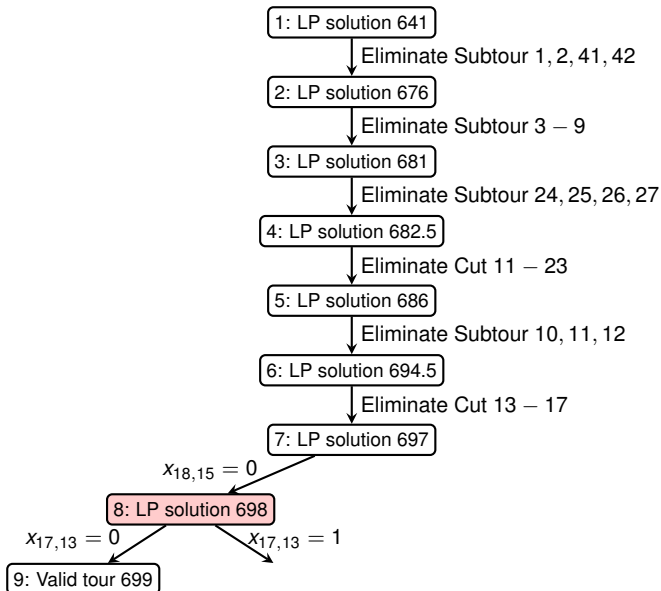 1: LP solution 641
Eliminate Subtour 1, 2, 41, 42
2: LP solution 676
Eliminate Subtour 3 − 9
3: LP solution 681
Eliminate Subtour 24, 25, 26, 27
4: LP solution 682.5
Eliminate Cut 11 − 23
5: LP solution 686
Eliminate Subtour 10, 11, 12
6: LP solution 694.5
Eliminate Cut 13 − 17
7: LP solution 697
x18,15 = 0
8: LP solution 698
x17,13 = 0
x17,13 = 1
9: Valid tour 699